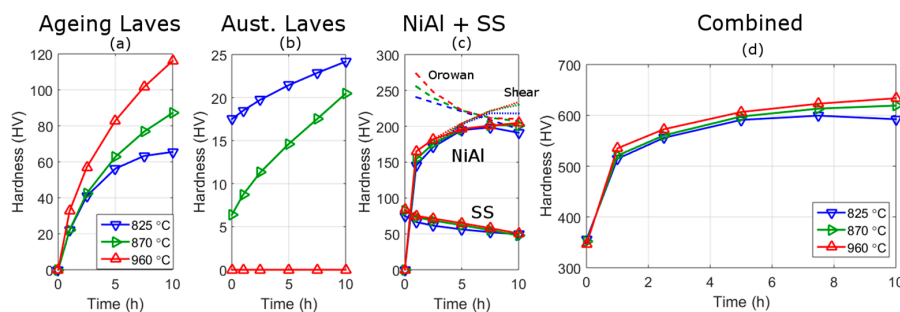 Ageing Laves
(a)
Hardness (HV)
120
100
80
60
40
20
0
0
5
10
Time (h)
825 °C
870 °C
960 °C
Aust. Laves
(b)
Hardness (HV)
25
20
15
10
5
0
0
5
10
Time (h)
NiAl + SS
(c)
Hardness (HV)
300
250
200
150
100
50
0
Orowan
Shear
NiAl
SS
0
5
10
Time (h)
Combined
(d)
Hardness (HV)
700
600
500
400
300
0
2
4
6
8
10
Time (h)
825 °C
870 °C
960 °C